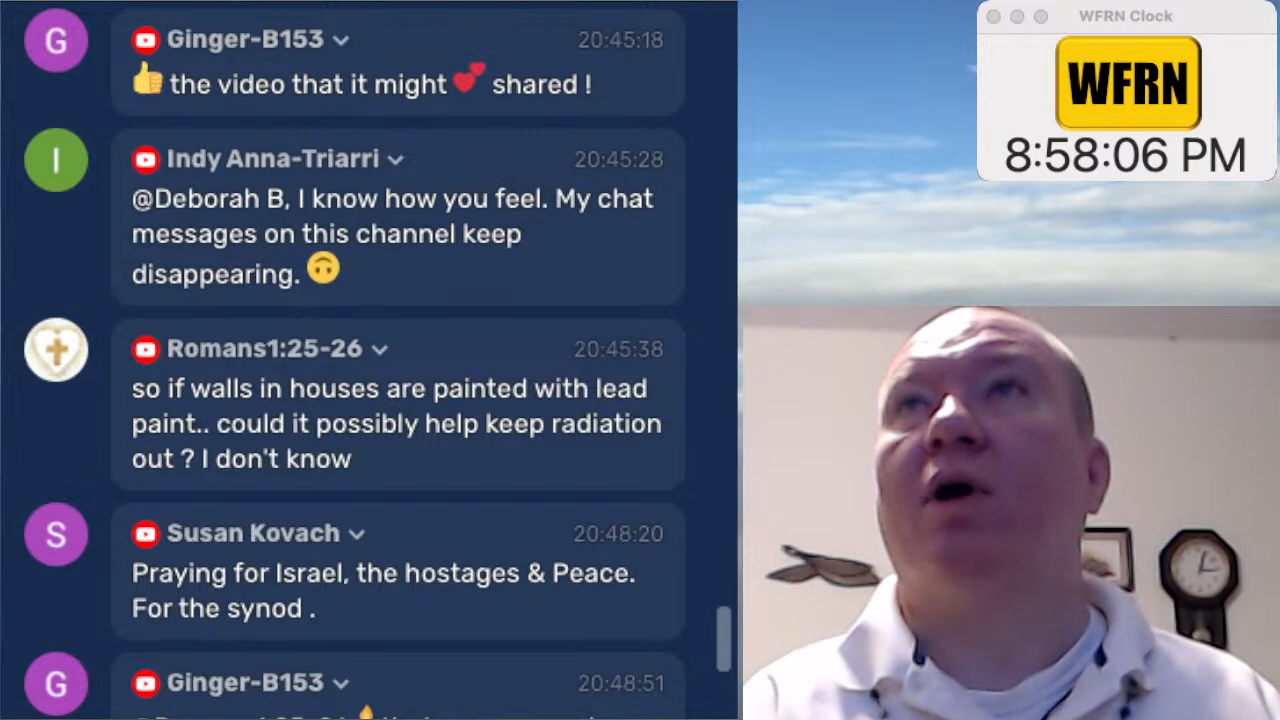 G
Ginger-B153 20:45:18
👍 the video that it might 💕 shared !
I
Indy Anna-Triarri 20:45:28
@Deborah B, I know how you feel. My chat
messages on this channel keep
disappearing. 🙃
Romans1:25-26 20:45:38
so if walls in houses are painted with lead
paint.. could it possibly help keep radiation
out ? I don't know
S
Susan Kovach 20:48:20
Praying for Israel, the hostages & Peace.
For the synod .
G
Ginger-B153 20:48:51
WFRN Clock
WFRN
8:58:06 PM